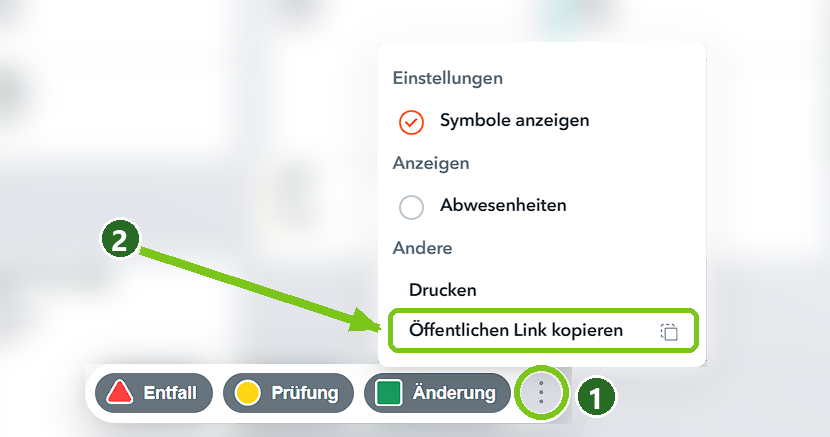 Einstellungen
Symbole anzeigen
Anzeigen
Abwesenheiten
2
Andere
Drucken
Öffentlichen Link kopieren
Entfall Prüfung Änderung 1